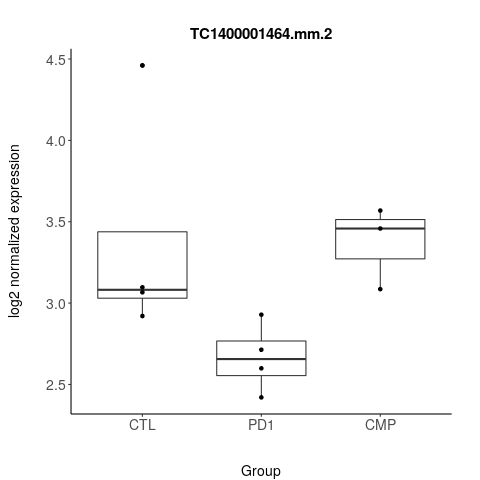 TC1400001464.mm.2
log2 normalized expression
4.5
4.0
3.5
3.0
2.5
CTL
PD1
CMP
Group